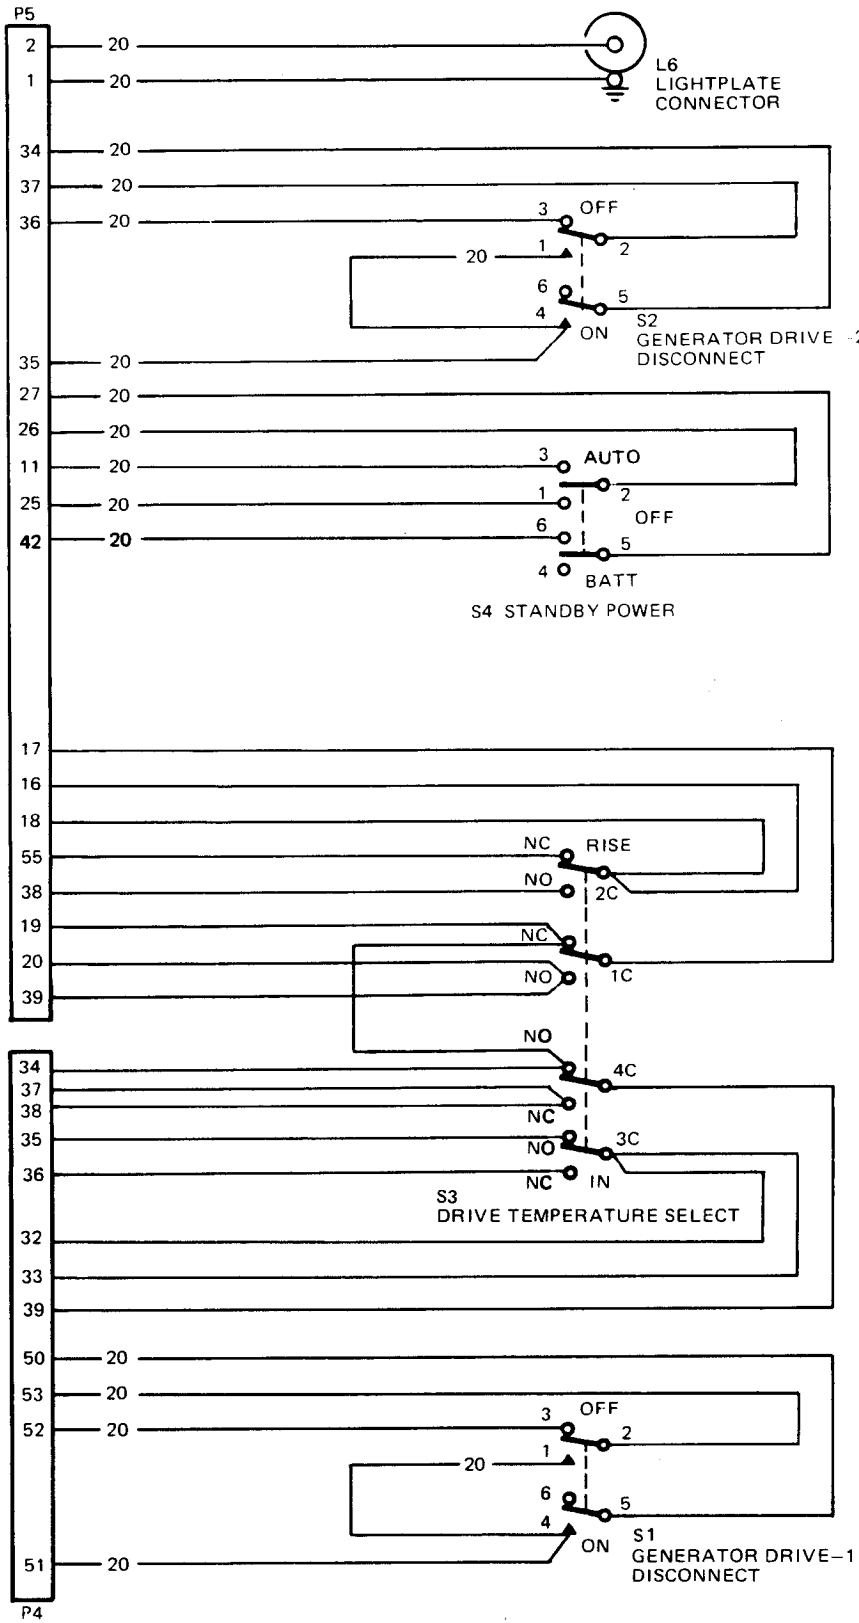 P5
2 20
L6
LIGHTPLATE
CONNECTOR
1 20
34 20
37 20
36 20 3 OFF
20 1 2
6 5
4 ON S2
GENERATOR DRIVE -2
DISCONNECT
35 20
27 20
26 20
11 20 3 AUTO
25 20 1 2
OFF
42 20 6 5
4 BATT
S4 STANDBY POWER
17
16
18
55 NC RISE
38 NO 2C
19 NC
20 NO 1C
39
NO
34 4C
37
38 NC
35 NO 3C
36 NC IN
S3
DRIVE TEMPERATURE SELECT
32
33
39
50 20
53 20
52 20 3 OFF 2
20 1
6 5
4 ON S1
GENERATOR DRIVE-1
DISCONNECT
51 20
P4